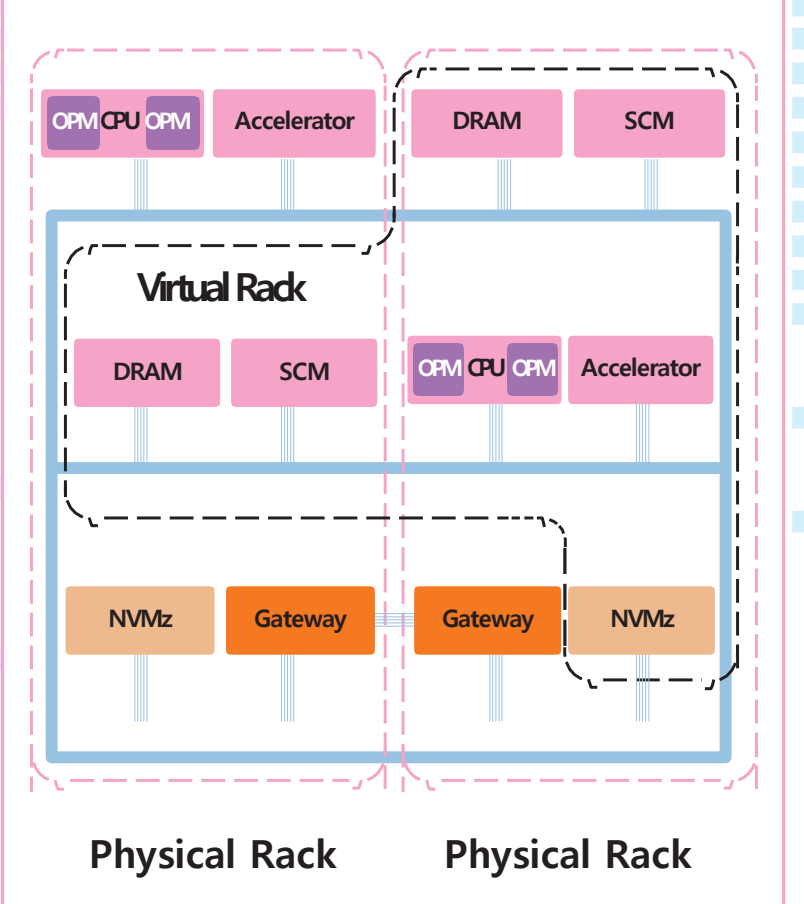 OPM CPU OPM
Accelerator
DRAM
SCM
Virtual Rack
DRAM
SCM
OPM CPU OPM
Accelerator
NVMz
Gateway
Gateway
NVMz
Physical Rack
Physical Rack